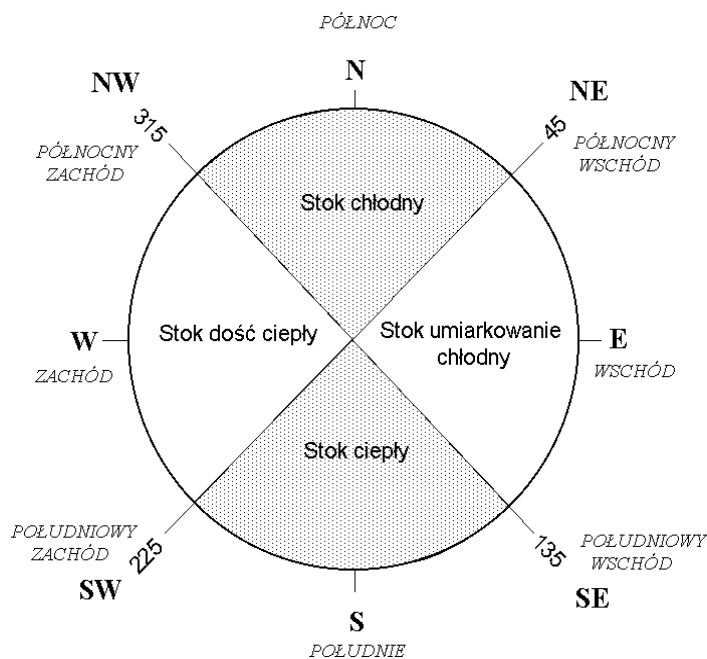 PÓŁNOC
N
NW
315
PÓŁNOCNY
ZACHÓD
NE
45
PÓŁNOCNY
WSCHÓD
Stok chłodny
W
ZACHÓD
Stok dość ciepły
Stok umiarkowanie
chłodny
E
WSCHÓD
Stok ciepły
POŁUDNIOWY
ZACHÓD
225
SW
135
POŁUDNIOWY
WSCHÓD
SE
S
POŁUDNIE